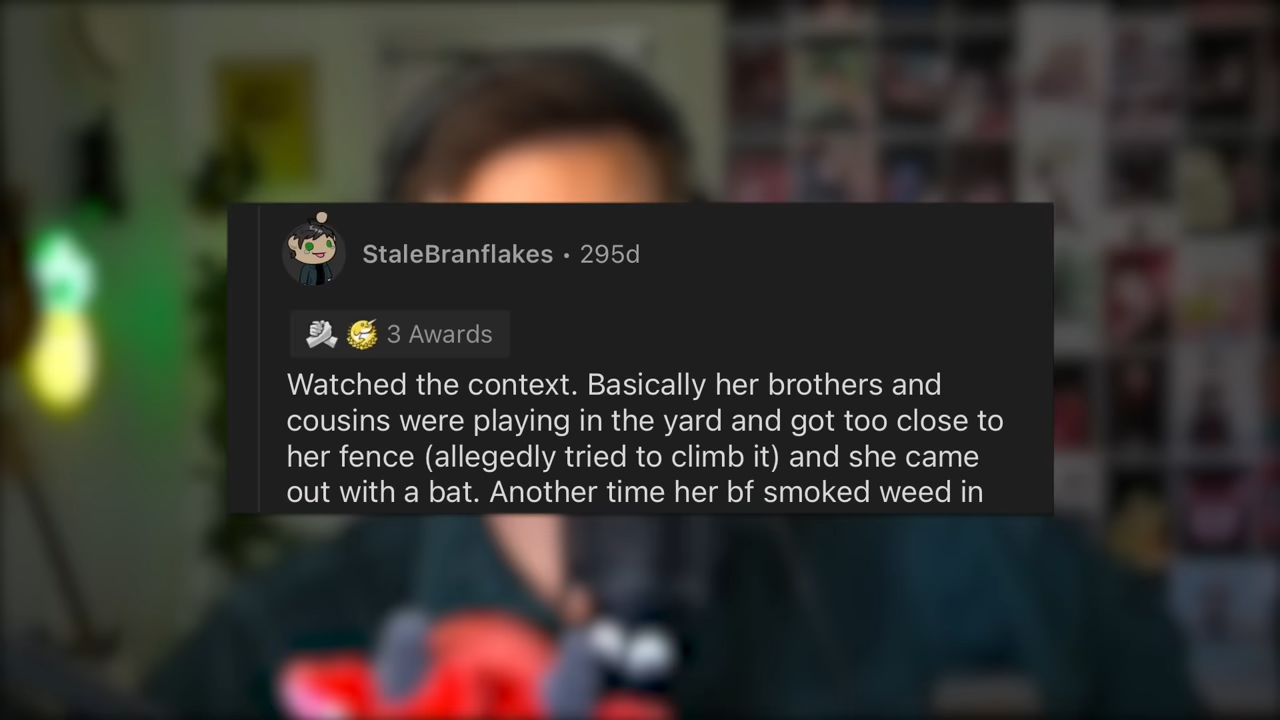 StaleBranflakes • 295d
3 Awards
Watched the context. Basically her brothers and
cousins were playing in the yard and got too close to
her fence (allegedly tried to climb it) and she came
out with a bat. Another time her bf smoked weed in